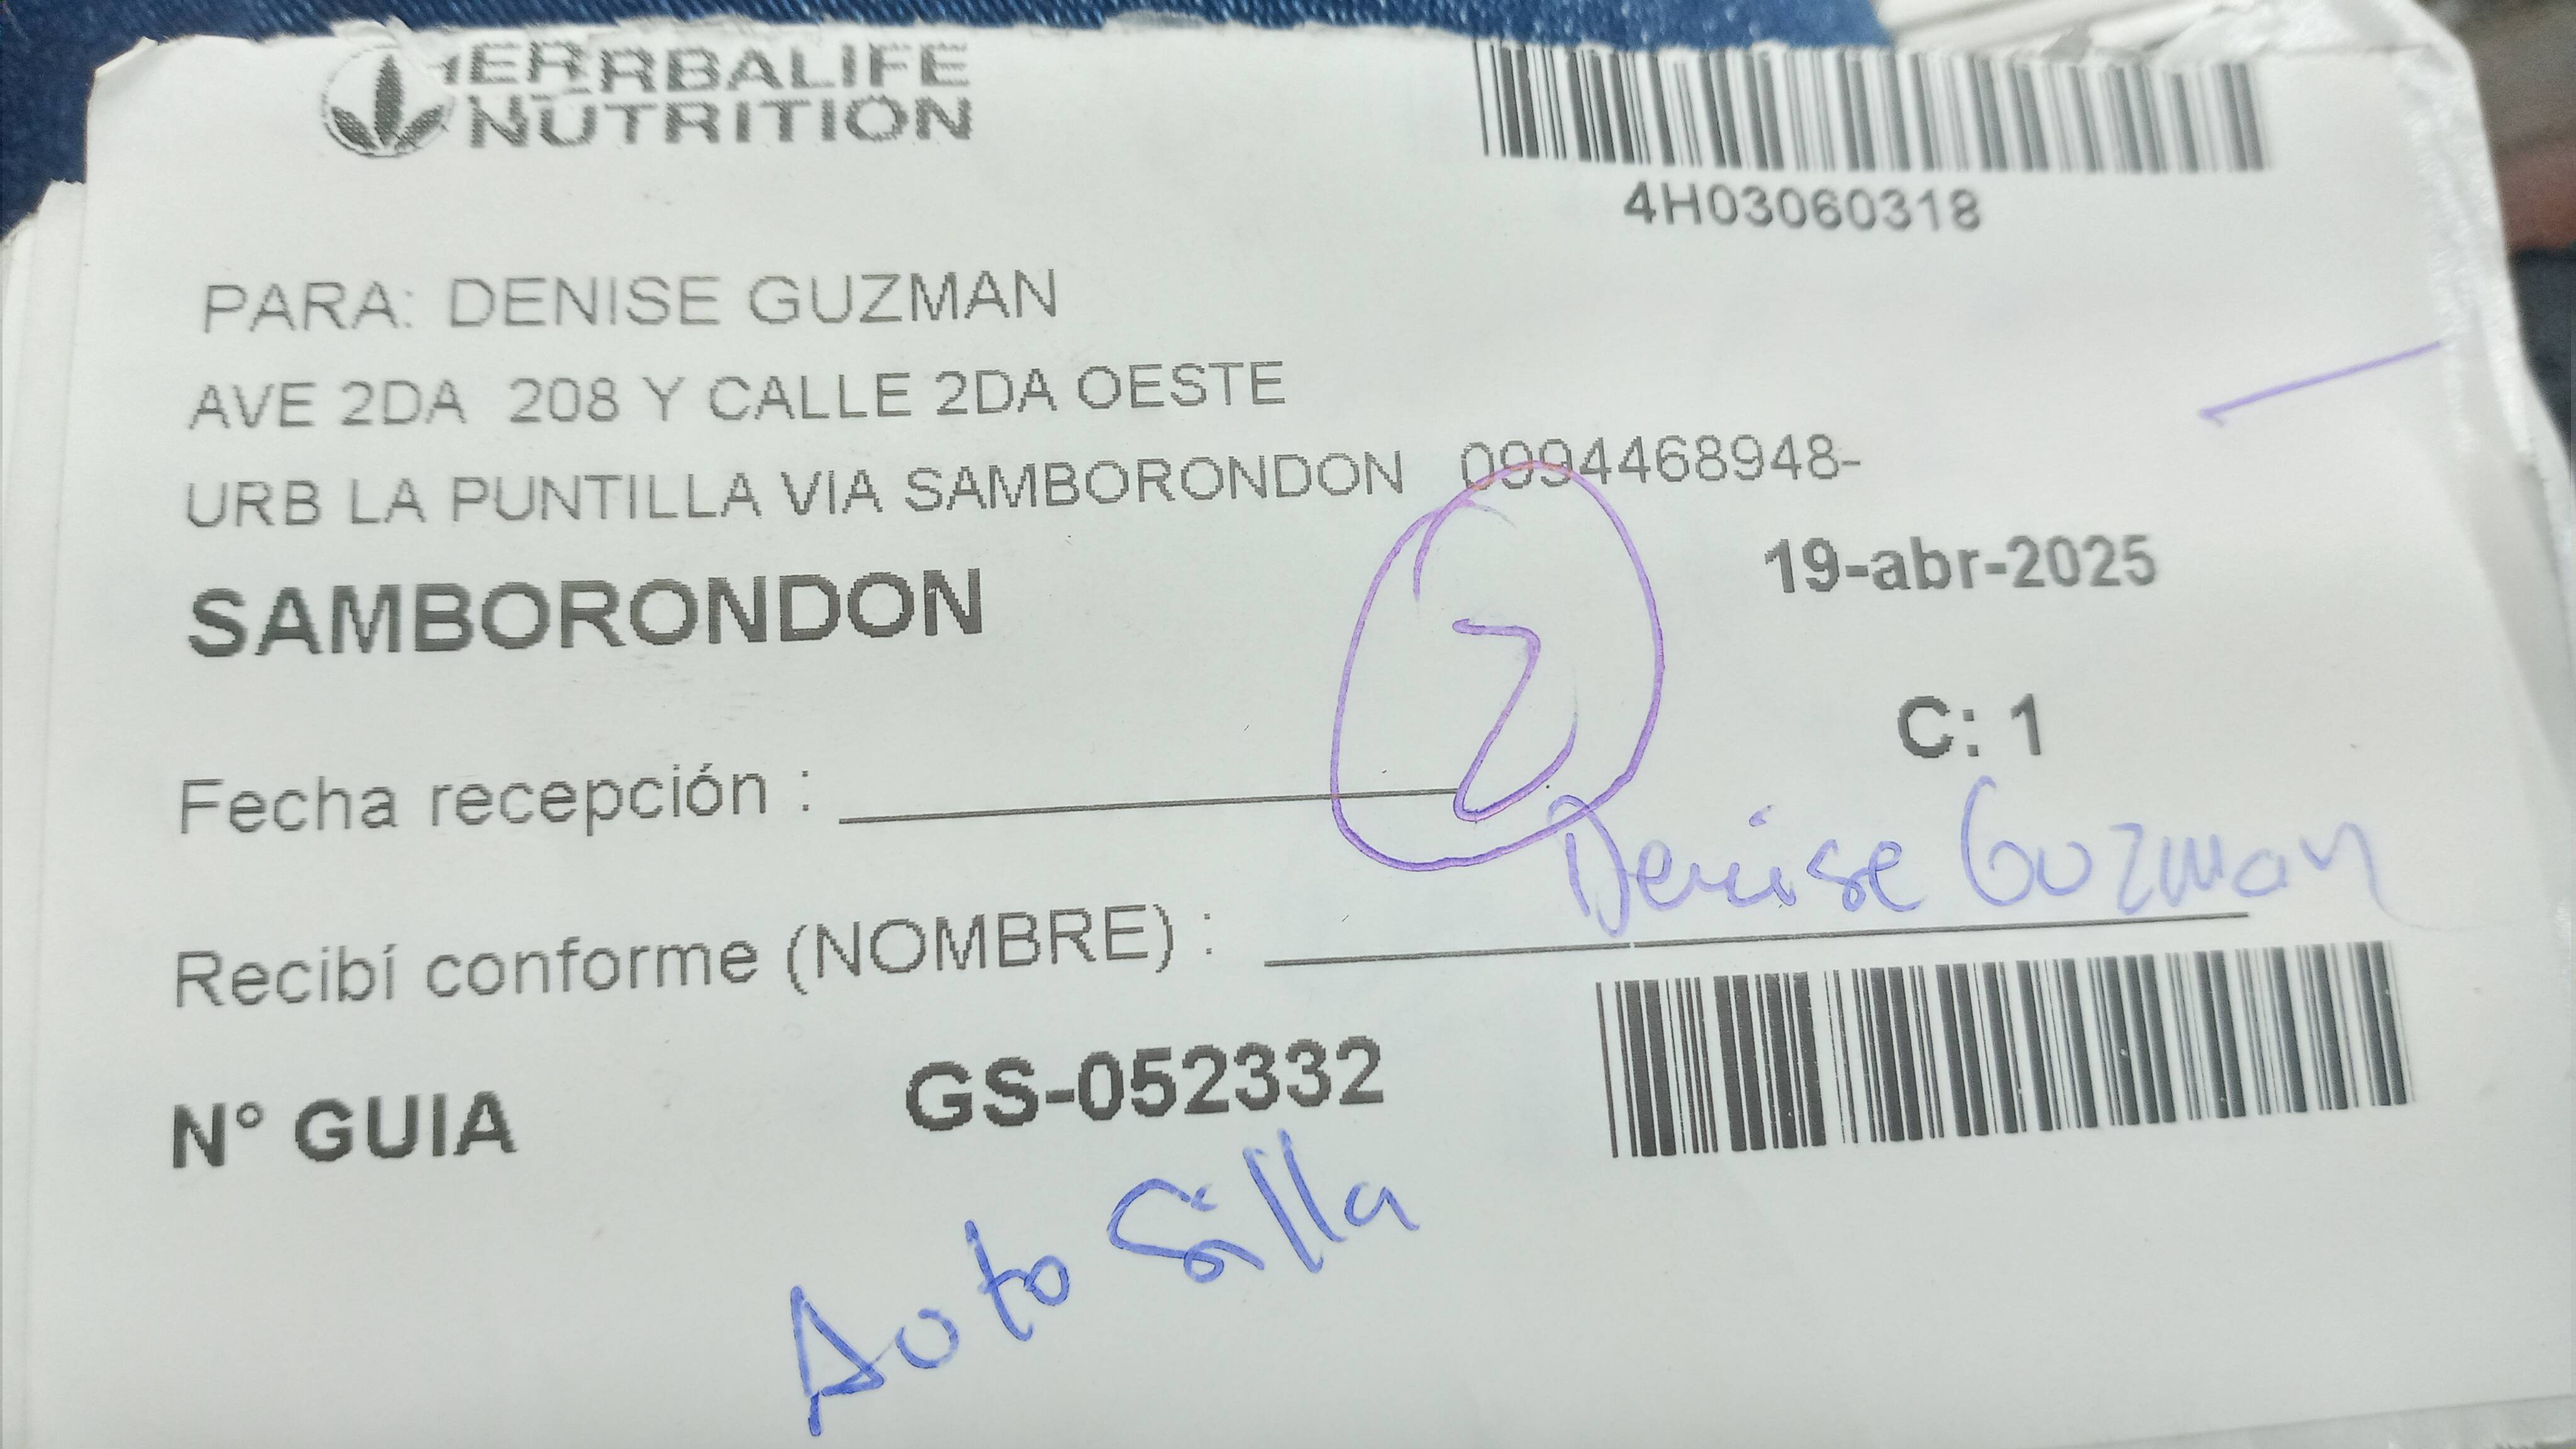 HERBALIFE
NUTRITION
4H03060318
PARA: DENISE GUZMAN
AVE 2DA 208 Y CALLE 2DA OESTE
URB LA PUNTILLA VIA SAMBORONDON 0994468948-
SAMBORONDON
19-abr-2025
2
C: 1
Fecha recepción :
Recibí conforme (NOMBRE) : Denise Guzman
N° GUIA GS-052332
Auto Silla